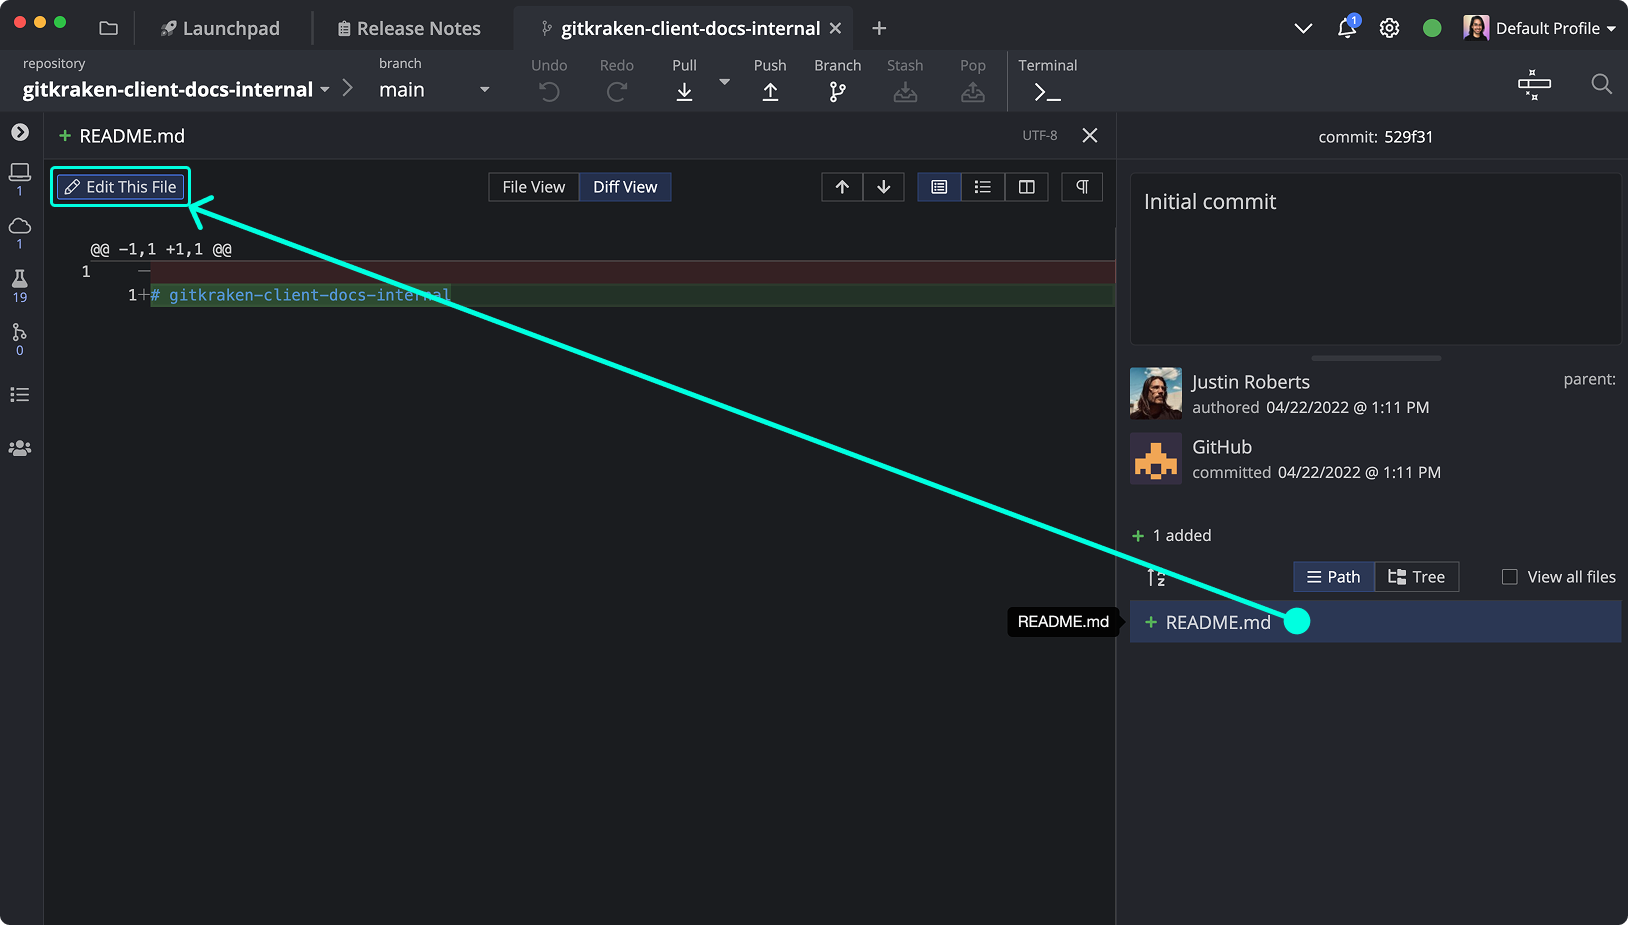 Launchpad
Release Notes
gitkraken-client-docs-internal
1
Default Profile
repository
gitkraken-client-docs-internal
branch
main
Undo
Redo
Pull
Push
Branch
Stash
Pop
Terminal
+ README.md
UTF-8
commit: 529f31
Edit This File
File View
Diff View
¶
1
1
19
0
@@ -1,1 +1,1 @@
1 —
1+# gitkraken-client-docs-internal
Initial commit
Justin Roberts
authored 04/22/2022 @ 1:11 PM
parent:
GitHub
committed 04/22/2022 @ 1:11 PM
+ 1 added
Path
Tree
View all files
README.md
+ README.md